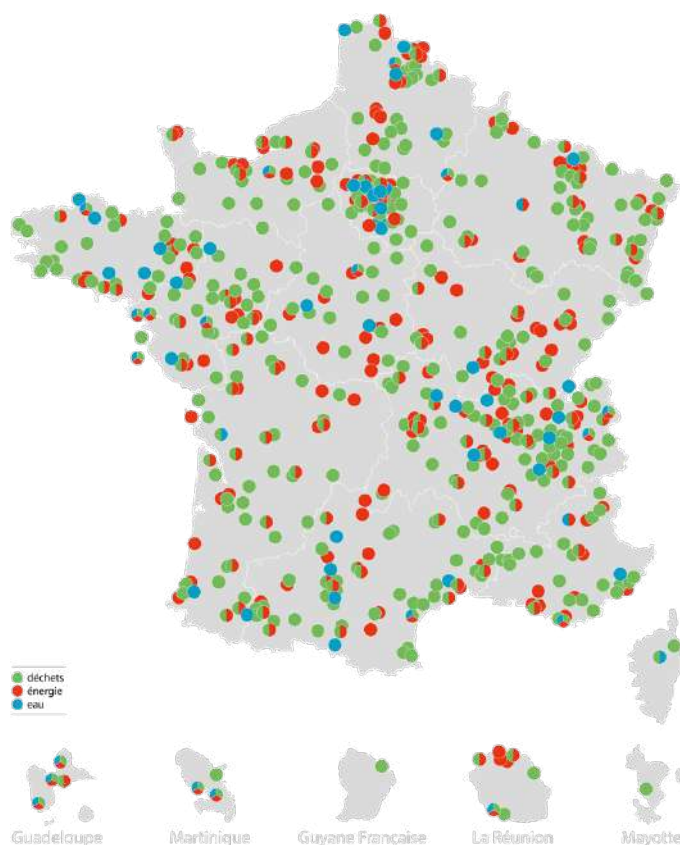 déchets
énergie
eau
Guadeloupe
Martinique
Guyane Française
La Réunion
Mayotte